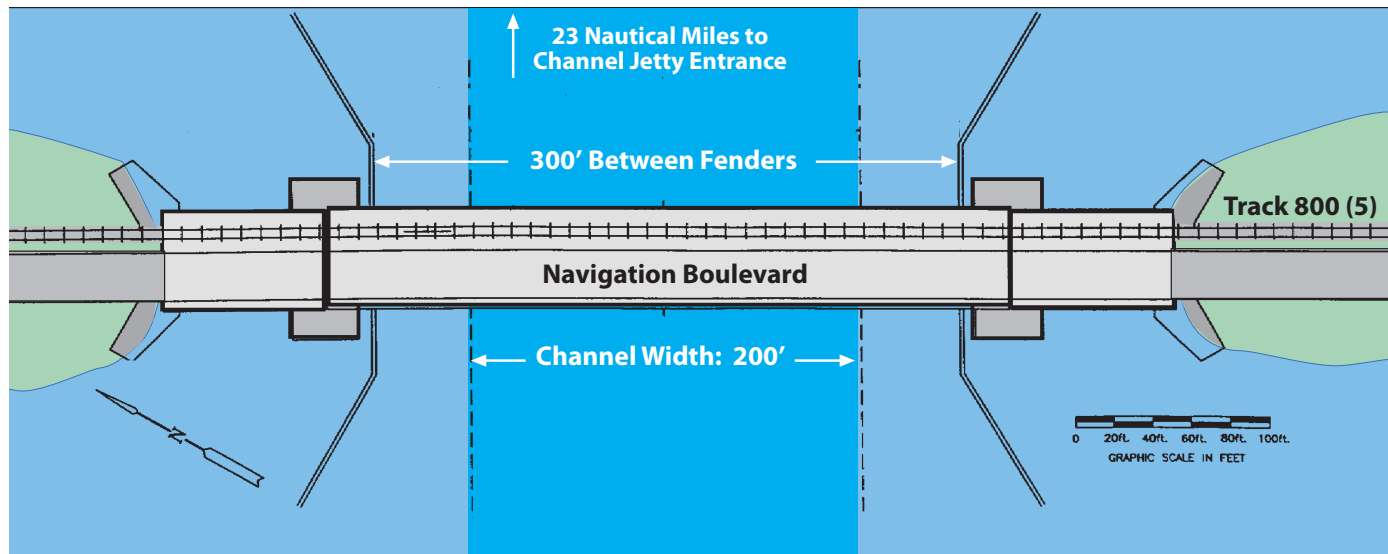 23 Nautical Miles to
Channel Jetty Entrance
300’ Between Fenders
Track 800 (5)
Navigation Boulevard
Channel Width: 200’
N
0 20ft. 40ft. 60ft. 80ft. 100ft.
GRAPHIC SCALE IN FEET